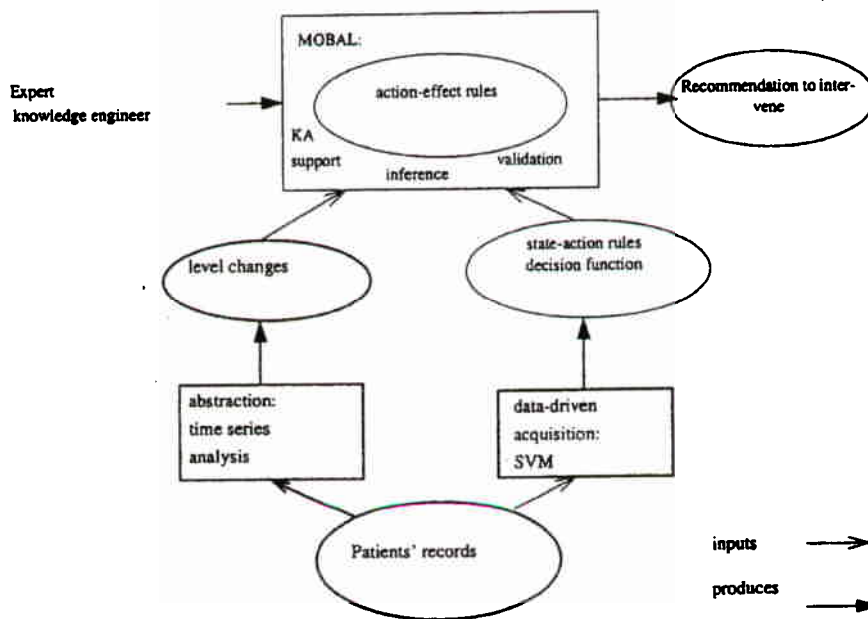 MOBAL:
action-effect rules
Expert
knowledge engineer
Recommendation to inter-
vene
KA
support
inference
validation
level changes
state-action rules
decision function
abstraction:
time series
analysis
data-driven
acquisition:
SVM
Patients' records
inputs
produces